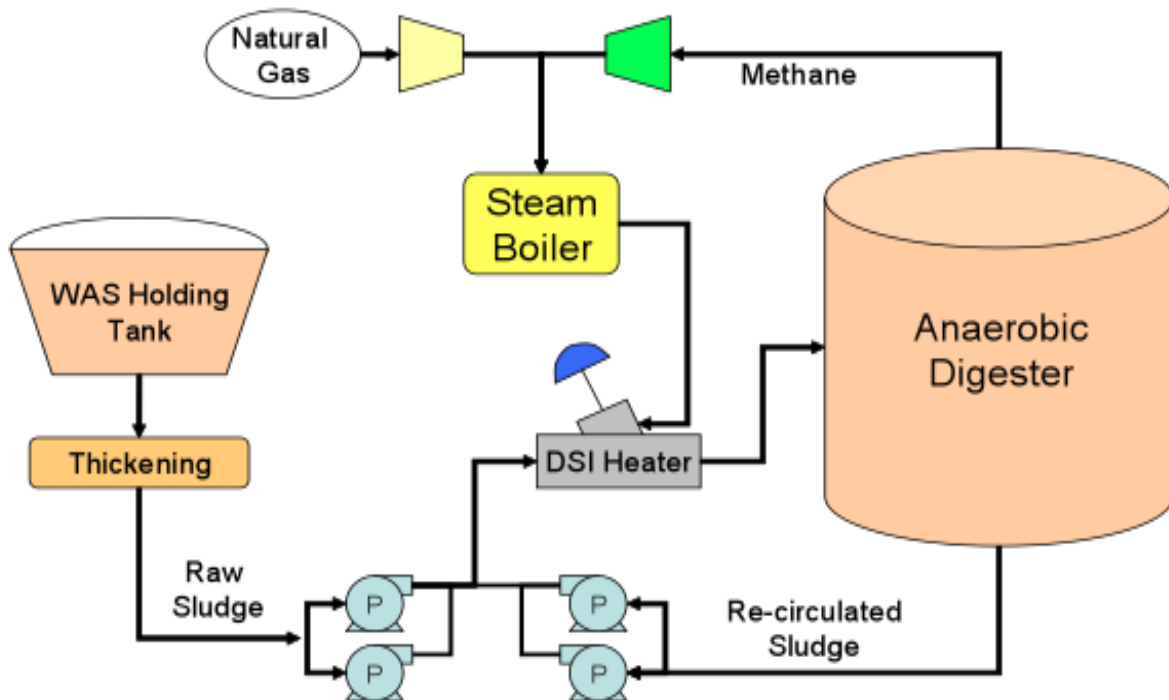 Natural
Gas
Methane
Steam
Boiler
WAS Holding
Tank
Anaerobic
Digester
Thickening
DSI Heater
Raw
Sludge
P
P
Re-circulated
Sludge
P
P